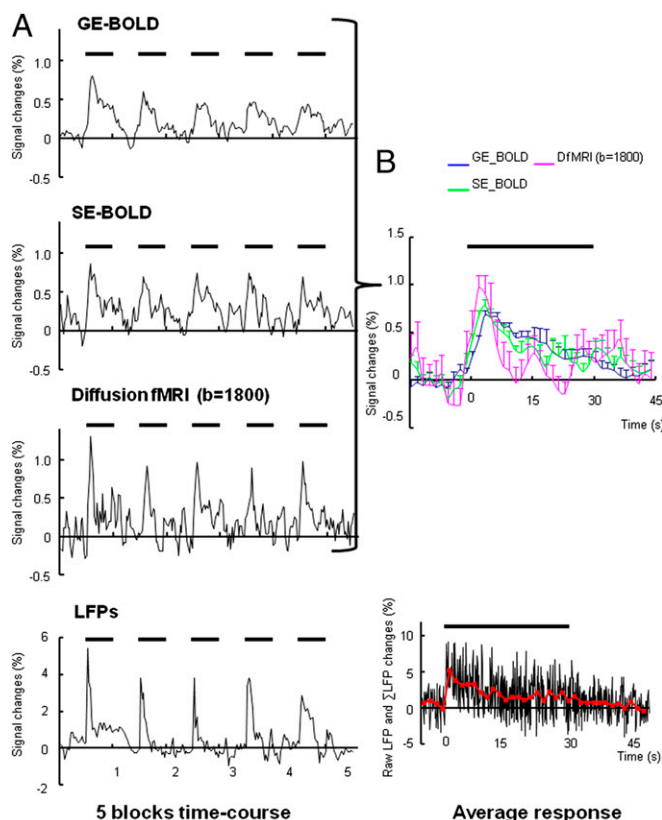 A
GE-BOLD
Signal changes (%)
1.0
0.5
0
-0.5
SE-BOLD
Signal changes (%)
1.0
0.5
0
-0.5
Diffusion fMRI (b=1800)
Signal changes (%)
1.0
0.5
0
-0.5
LFPs
Signal changes (%)
6
4
2
0
-2
1 2 3 4 5
5 blocks time-course
B
GE_BOLD DfMRI (b=1800)
SE_BOLD
Signal changes (%)
1.5
1.0
0.5
0
-0.5
0 15 30 45
Time (s)
Raw LFP and ∑LFP changes (%)
10
5
0
-5
0 15 30 45
Time (s)
Average response